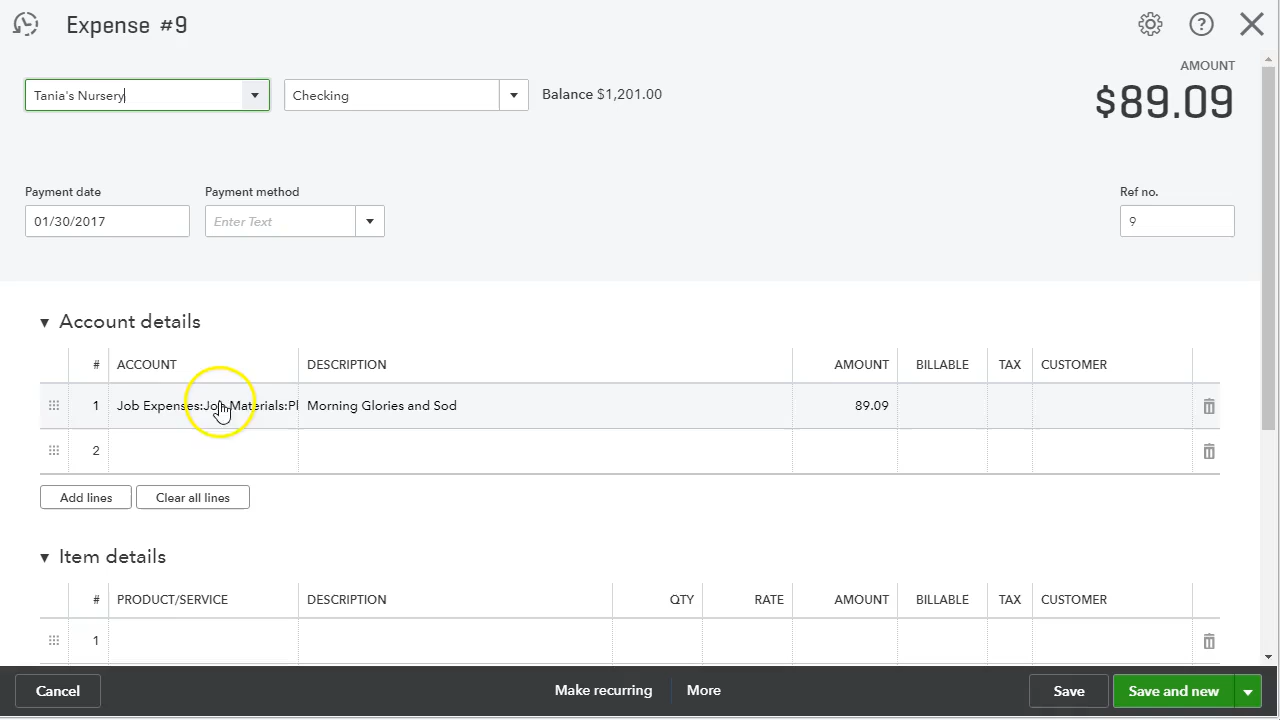 Expense #9
AMOUNT
$89.09
Tania's Nursery
Checking
Balance $1,201.00
Payment date
Payment method
Ref no.
01/30/2017
Enter Text
9
Account details
# ACCOUNT DESCRIPTION AMOUNT BILLABLE TAX CUSTOMER
1 Job Expenses:Job Materials:Pl Morning Glories and Sod 89.09
2
Add lines Clear all lines
Item details
# PRODUCT/SERVICE DESCRIPTION QTY RATE AMOUNT BILLABLE TAX CUSTOMER
1
Cancel Make recurring More Save Save and new